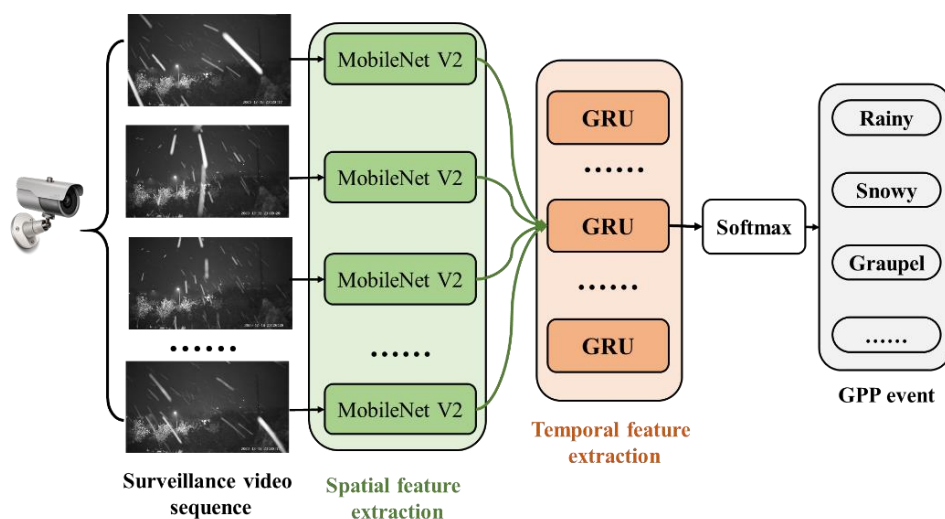 MobileNet V2
MobileNet V2
MobileNet V2
......
MobileNet V2
GRU
......
GRU
......
GRU
Softmax
Rainy
Snowy
Graupel
......
GPP event
......
Surveillance video
sequence
Spatial feature
extraction
Temporal feature
extraction